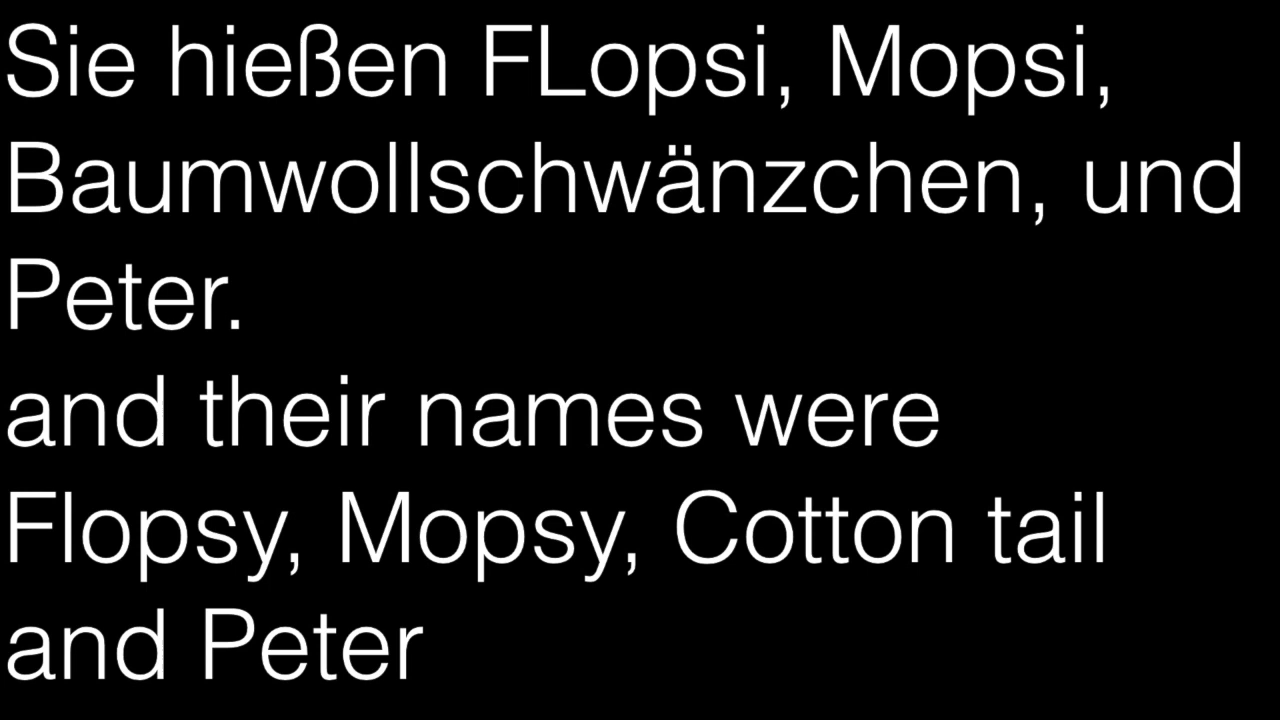 Sie hießen FLopsi, Mopsi,
Baumwollschwänzchen, und
Peter.
and their names were
Flopsy, Mopsy, Cotton tail
and Peter